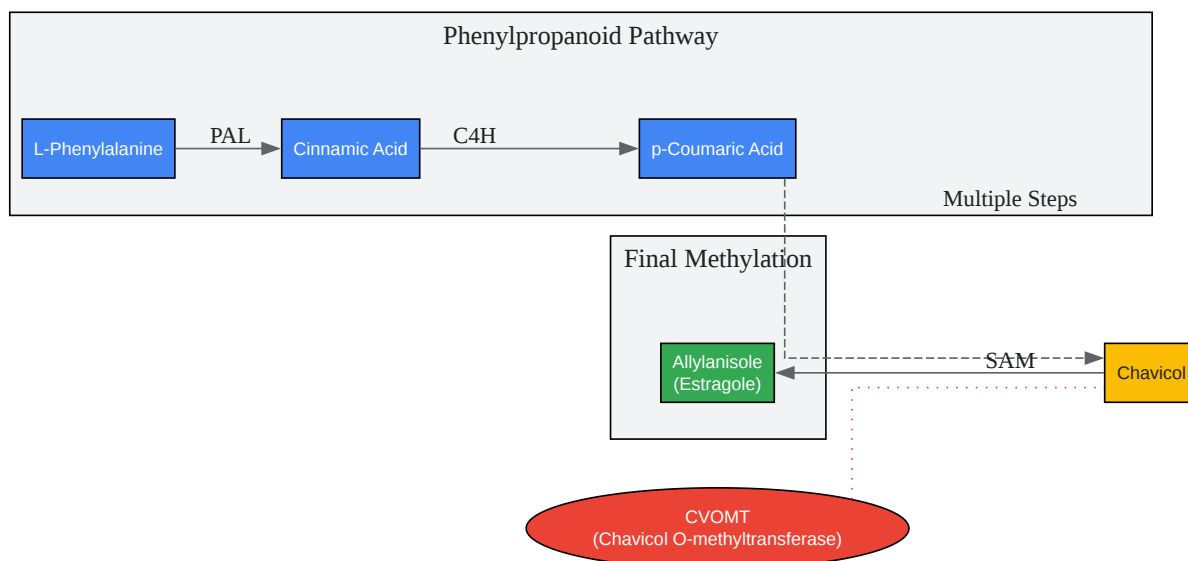 Phenylpropanoid Pathway
L-Phenylalanine
PAL
Cinnamic Acid
C4H
p-Coumaric Acid
Multiple Steps
Final Methylation
Allylanisole
(Estragole)
SAM
Chavicol
CVOMT
(Chavicol O-methyltransferase)